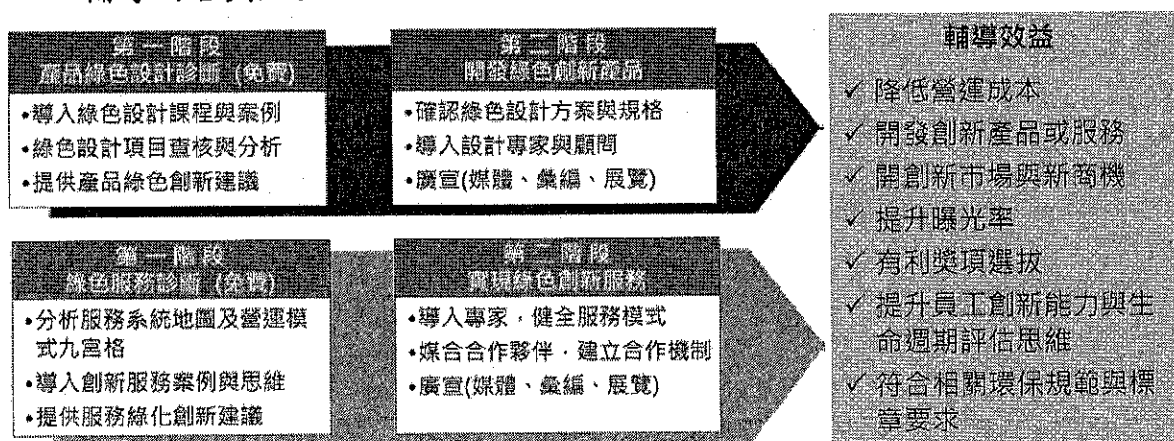 第一階段
產品綠色設計診斷 (免費)
•導入綠色設計課程與案例
•綠色設計項目查核與分析
•提供產品綠色創新建議
第二階段
開發綠色創新產品
•確認綠色設計方案與規格
•導入設計專家與顧問
•廣宣(媒體、彙編、展覽)
第一階段
綠色服務診斷 (免費)
•分析服務系統地圖及營運模
式九宮格
•導入創新服務案例與思維
•提供服務綠化創新建議
第二階段
實現綠色創新服務
•導入專家，健全服務模式
•媒合合作夥伴，建立合作機制
•廣宣(媒體、彙編、展覽)
輔導效益
✓ 降低營運成本
✓ 開發創新產品或服務
✓ 開創新市場與新商機
✓ 提升曝光率
✓ 有利獎項選拔
✓ 提升員工創新能力與生
命週期評估思維
✓ 符合相關環保規範與標
章要求